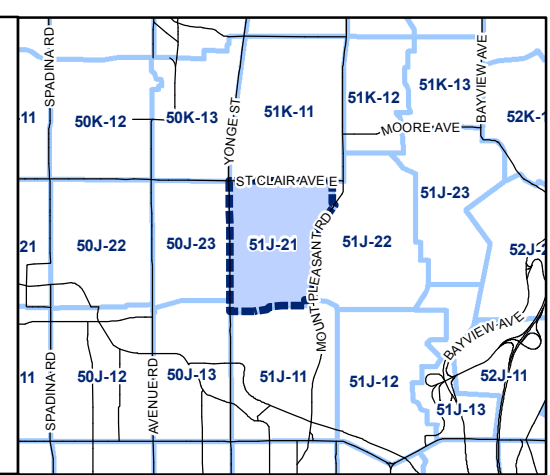 SPADINA RD
YONGE ST
BAYVIEW AVE
51K-13
51K-12
51K-11
11
50K-12
50K-13
52K-1
MOORE AVE
ST CLAIR AVE E
51J-23
21
50J-22
50J-23
51J-21
51J-22
52J-2
MOUNT PLEASANT RD
BAYVIEW AVE
SPADINA RD
AVENUE RD
11
50J-12
50J-13
51J-11
51J-12
52J-11
51J-13